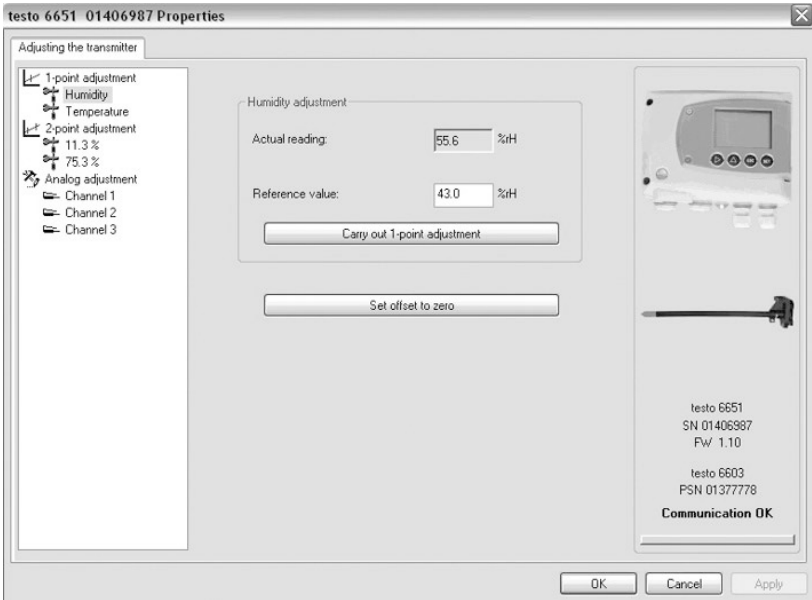 testo 6651 01406987 Properties
Adjusting the transmitter
1-point adjustment
Humidity
Temperature
2-point adjustment
11.3 %
75.3 %
Analog adjustment
Channel 1
Channel 2
Channel 3
Humidity adjustment
Actual reading: 55.6 %rH
Reference value: 43.0 %rH
Carry out 1-point adjustment
Set offset to zero
testo 6651
SN 01406987
FW 1.10
testo 6603
PSN 01377778
Communication OK
OK Cancel Apply